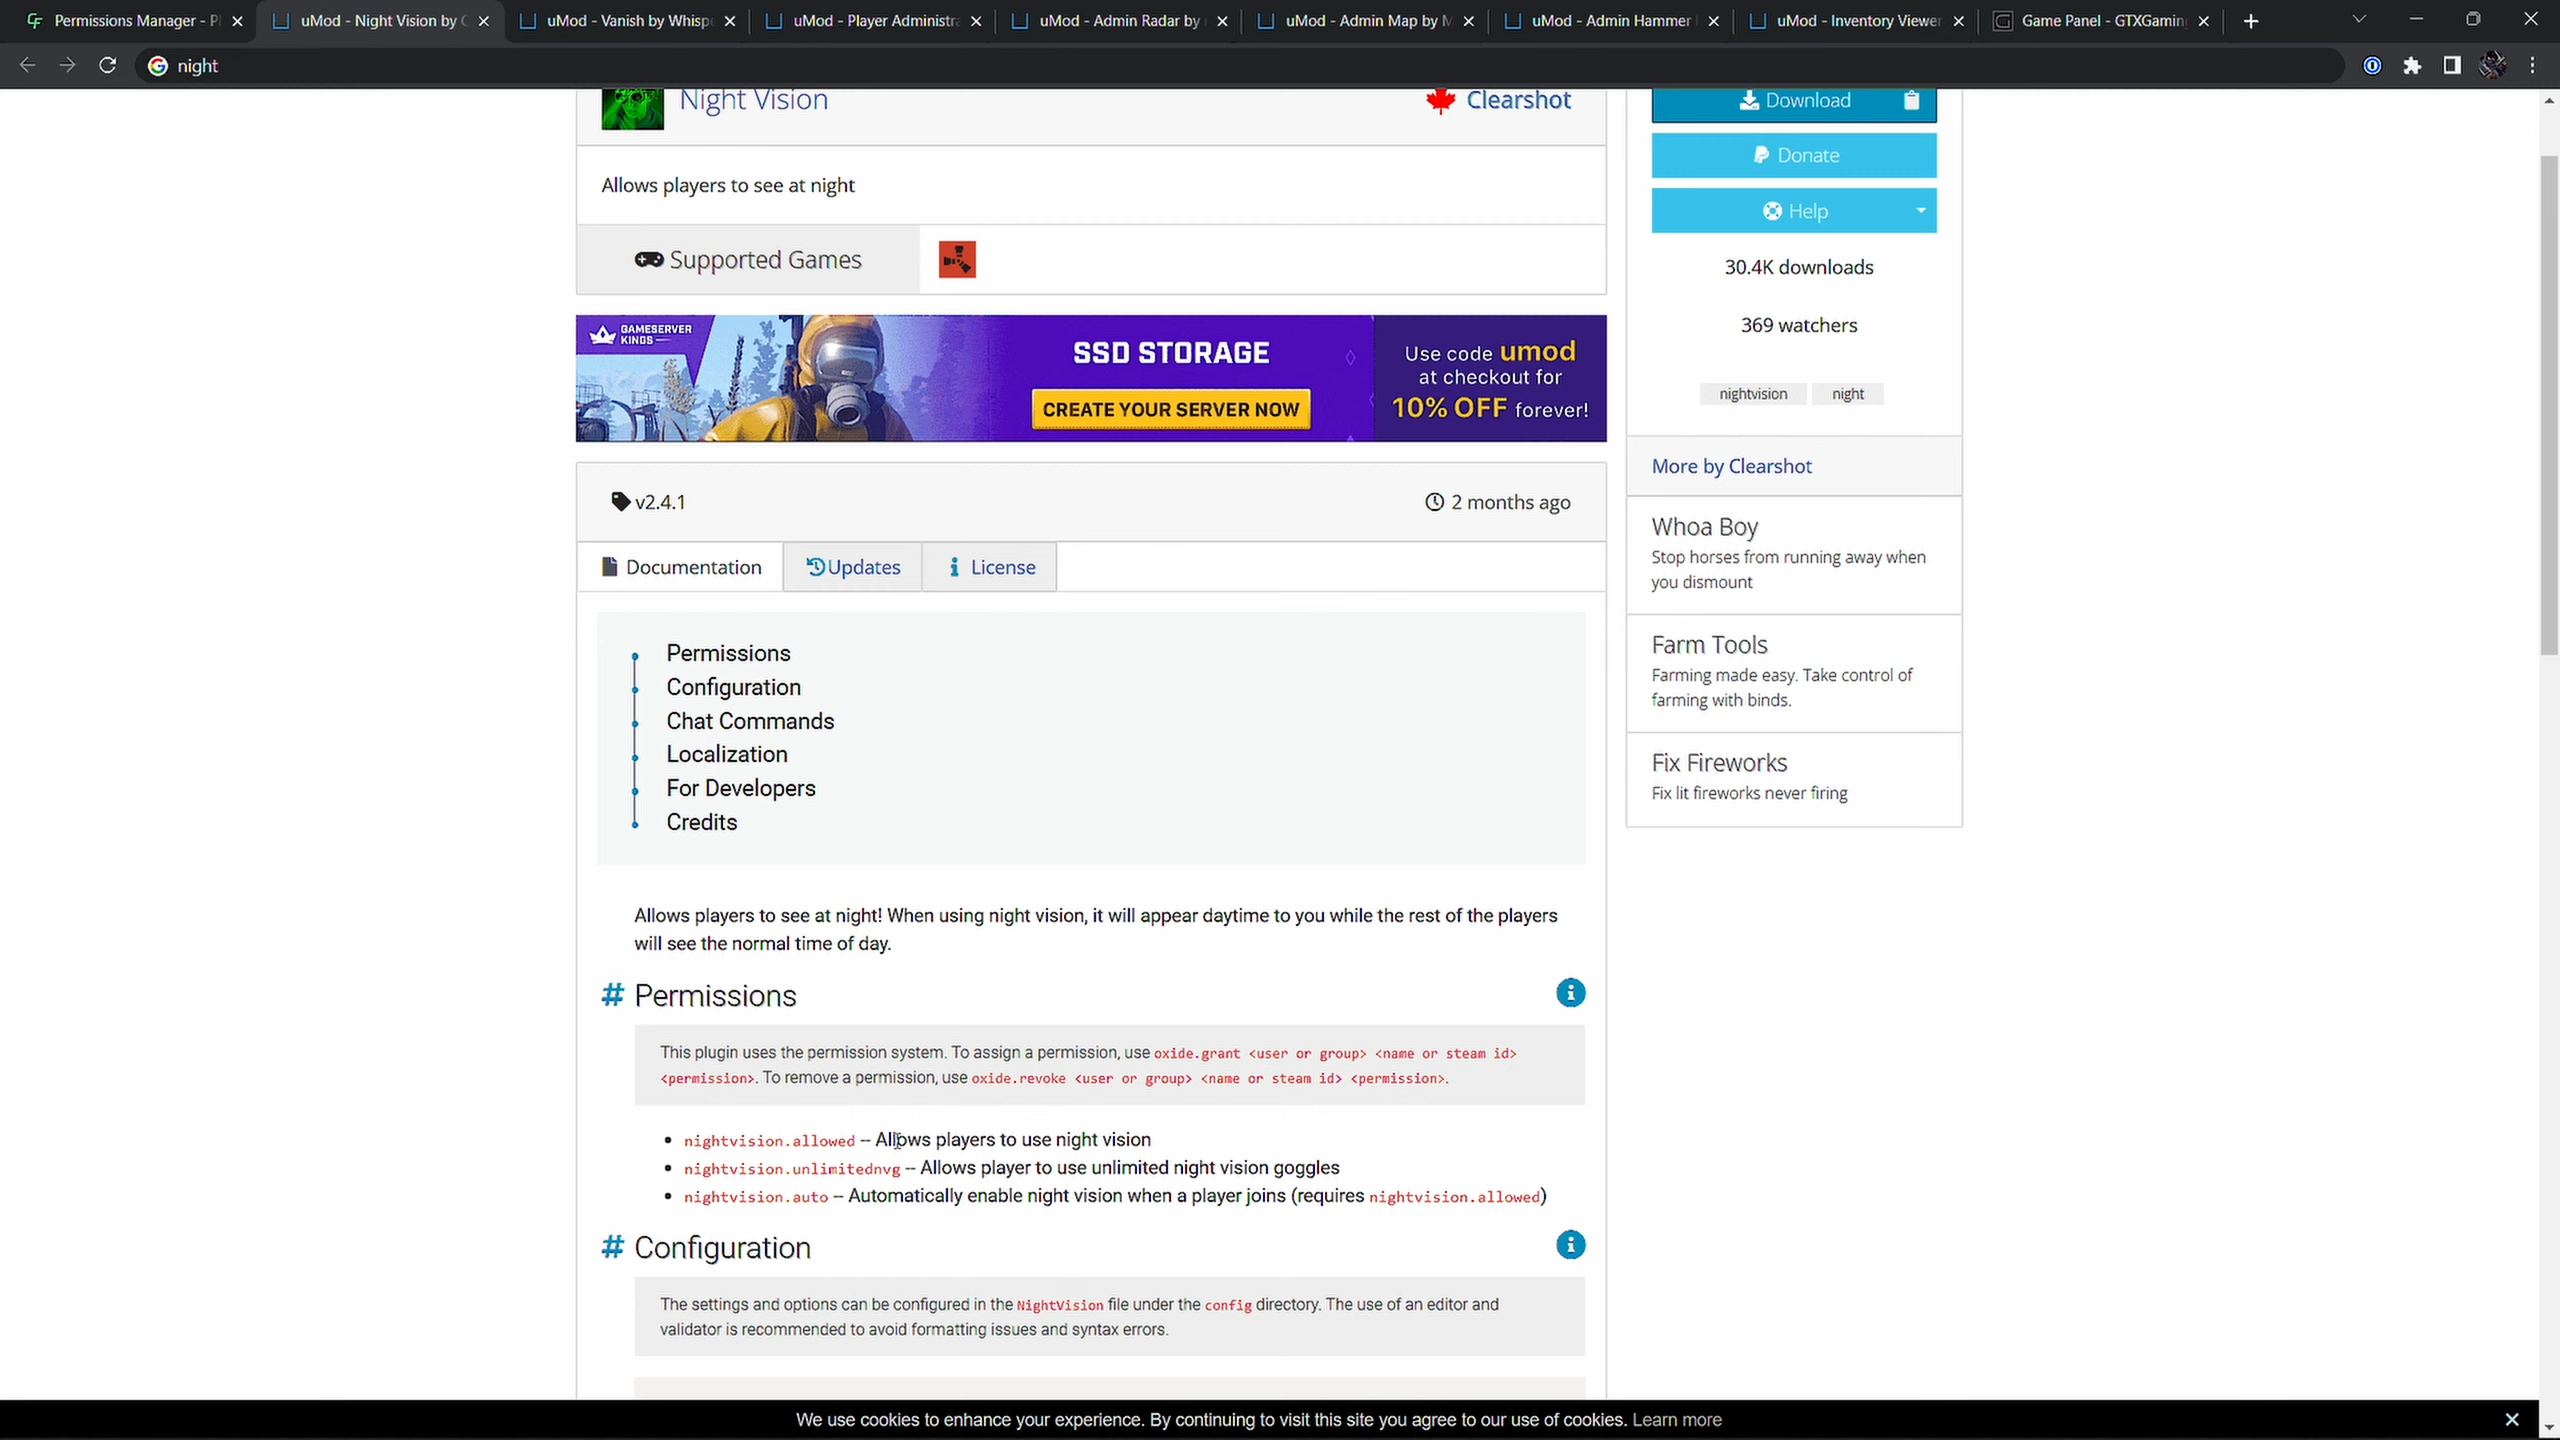 Permissions Manager - P
uMod - Night Vision by C
uMod - Vanish by Whisp
uMod - Player Administra
uMod - Admin Radar by
uMod - Admin Map by M
uMod - Admin Hammer
uMod - Inventory Viewer
Game Panel - GTXGaming
night
Night Vision
Clearshot
Allows players to see at night
Supported Games
GAMESERVER
KINGS
SSD STORAGE
CREATE YOUR SERVER NOW
Use code umod
at checkout for
10% OFF forever!
v2.4.1
2 months ago
Documentation
Updates
License
Permissions
Configuration
Chat Commands
Localization
For Developers
Credits
Allows players to see at night! When using night vision, it will appear daytime to you while the rest of the players
will see the normal time of day.
# Permissions
This plugin uses the permission system. To assign a permission, use oxide.grant <user or group> <name or steam id>
<permission>. To remove a permission, use oxide.revoke <user or group> <name or steam id> <permission>.
• nightvision.allowed -- Allows players to use night vision
• nightvision.unlimitednvg -- Allows player to use unlimited night vision goggles
• nightvision.auto -- Automatically enable night vision when a player joins (requires nightvision.allowed)
# Configuration
The settings and options can be configured in the NightVision file under the config directory. The use of an editor and
validator is recommended to avoid formatting issues and syntax errors.
Download
Donate
Help
30.4K downloads
369 watchers
nightvision
night
More by Clearshot
Whoa Boy
Stop horses from running away when
you dismount
Farm Tools
Farming made easy. Take control of
farming with binds.
Fix Fireworks
Fix lit fireworks never firing
We use cookies to enhance your experience. By continuing to visit this site you agree to our use of cookies. Learn more